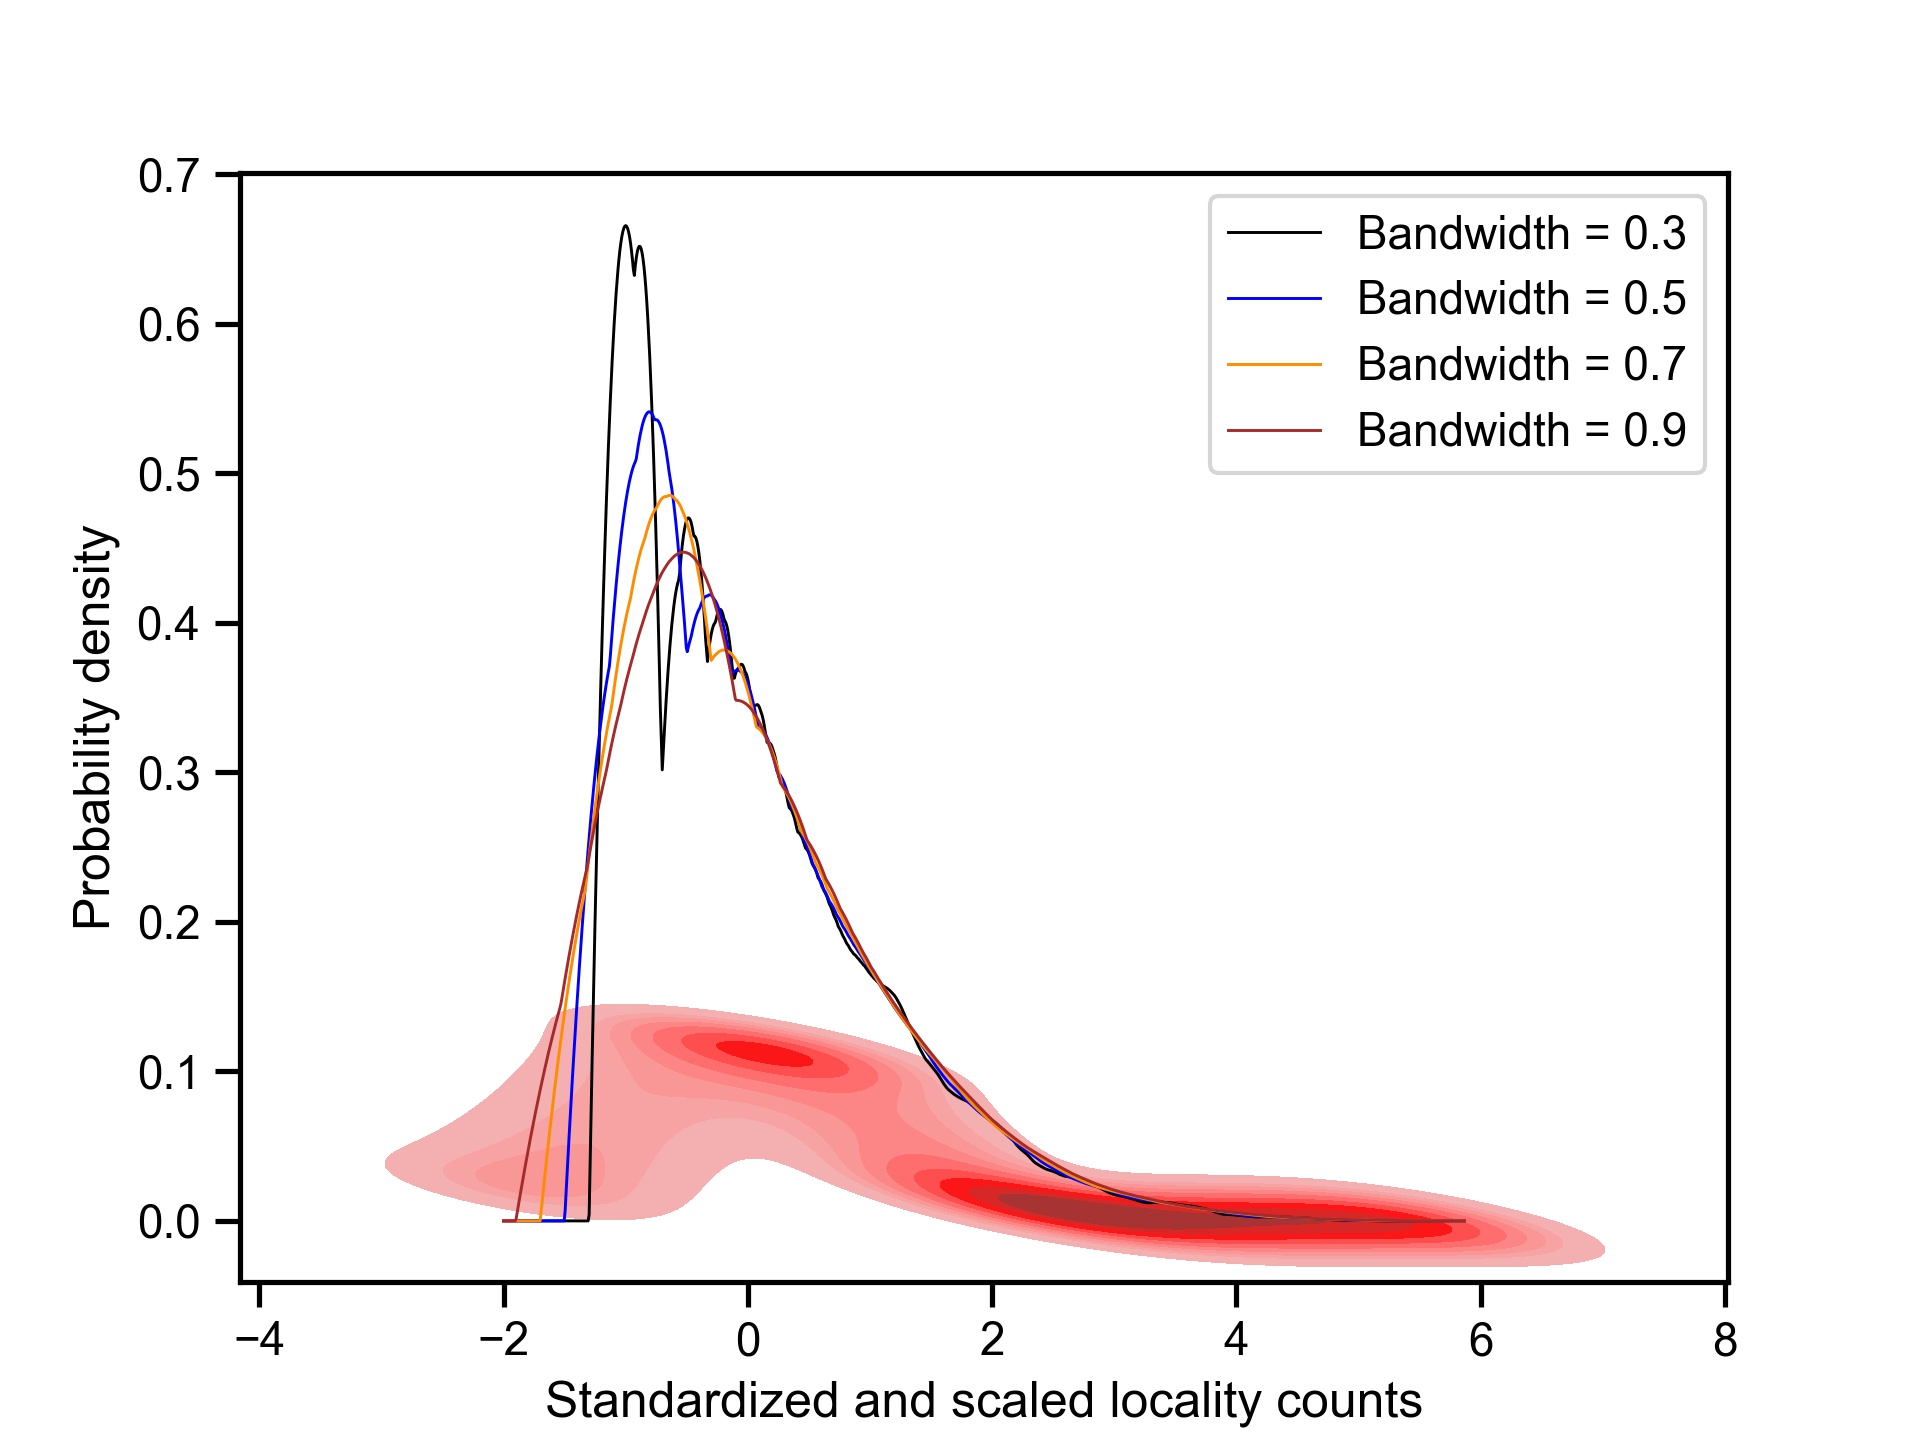 0.7
0.6
0.5
0.4
0.3
0.2
0.1
0.0
Probability density
Bandwidth = 0.3
Bandwidth = 0.5
Bandwidth = 0.7
Bandwidth = 0.9
−4 −2 0 2 4 6 8
Standardized and scaled locality counts